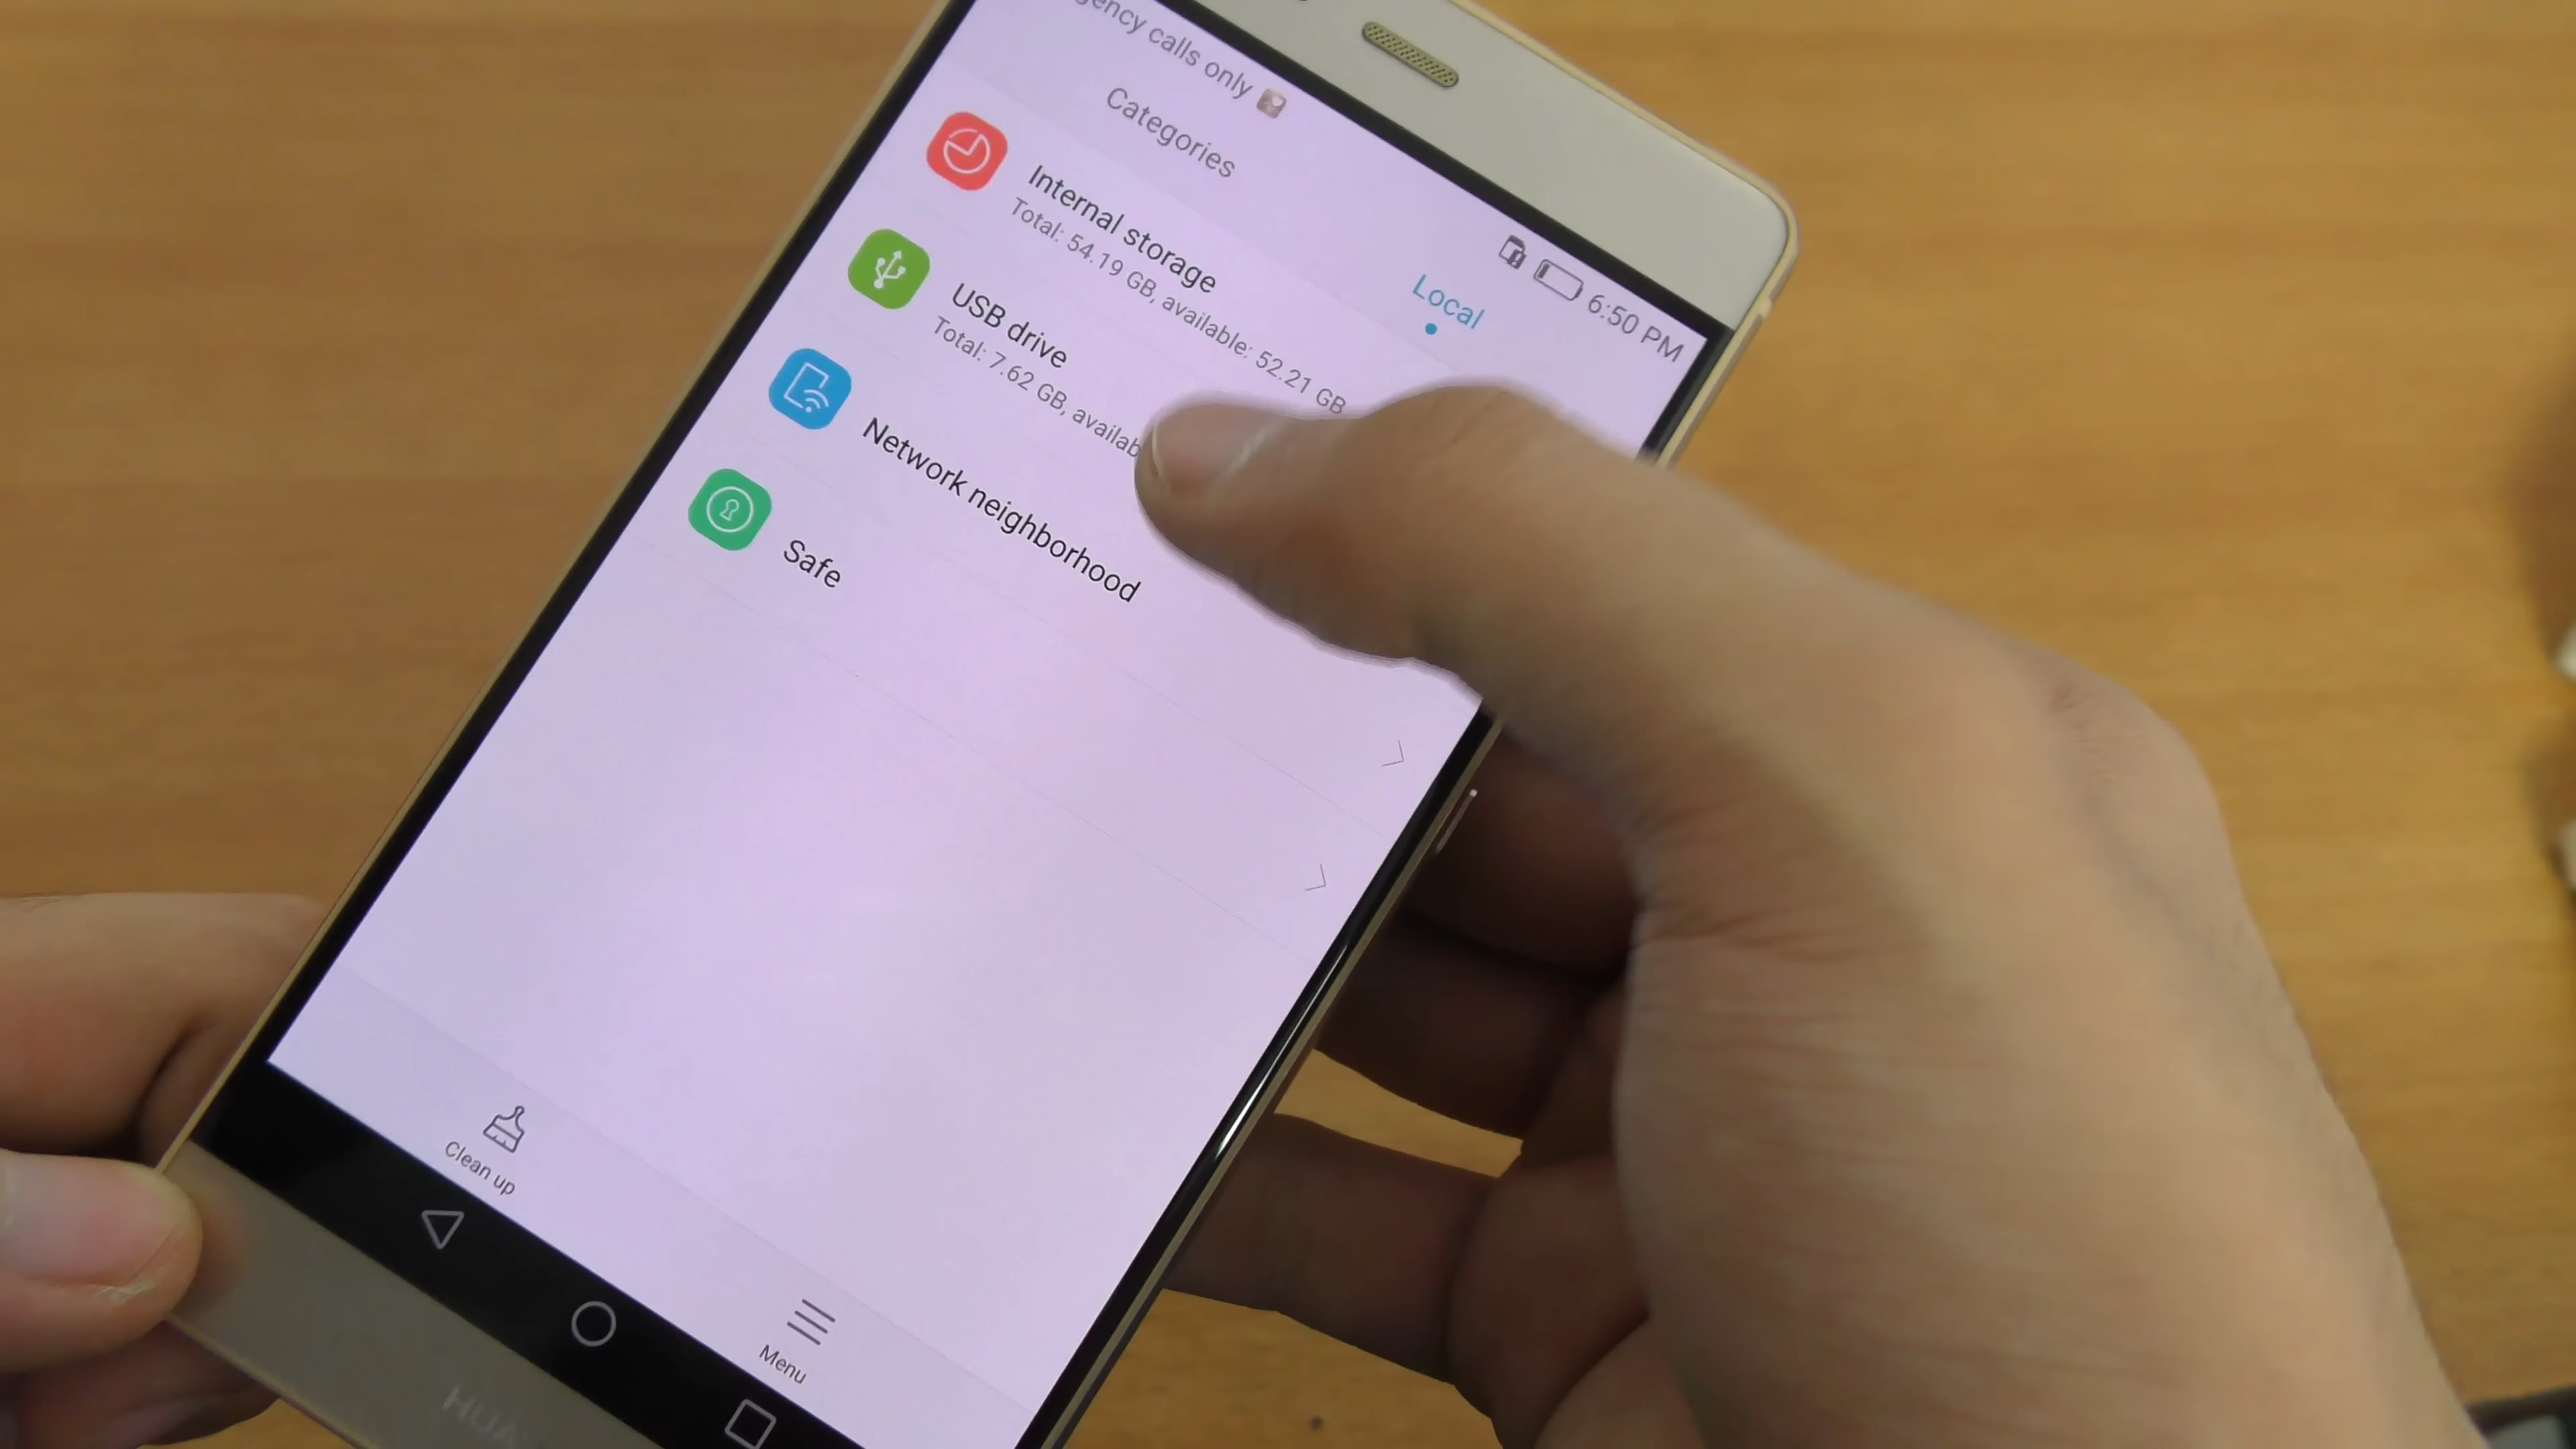 calls only
6:50 PM
Categories
Local
Internal storage
Total: 54.19 GB, available: 52.21 GB
USB drive
Total: 7.62 GB,
Network neighborhood
Safe
Clean up
Menu